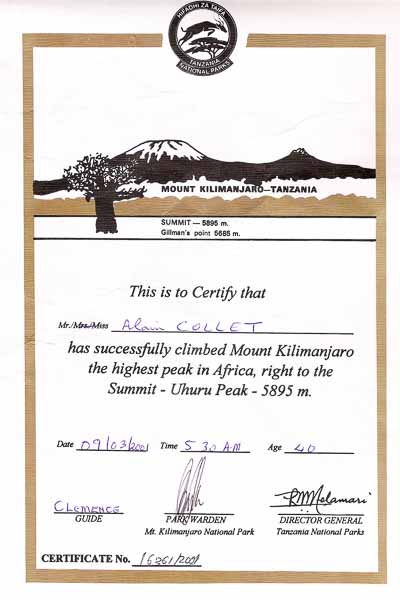 HIFADHI ZA TAIFA
TANZANIA
NATIONAL PARKS
MOUNT KILIMANJARO–TANZANIA
SUMMIT — 5895 m.
Gillman's point 5685 m.
This is to Certify that
Mr./Mrs./Miss Alain COLLET
has successfully climbed Mount Kilimanjaro
the highest peak in Africa, right to the
Summit - Uhuru Peak - 5895 m.
Date 09/03/2001 Time 5 30 AM Age 40
CLEMENCE
GUIDE PARK WARDEN DIRECTOR GENERAL
Mt. Kilimanjaro National Park Tanzania National Parks
CERTIFICATE No. 16261/2001